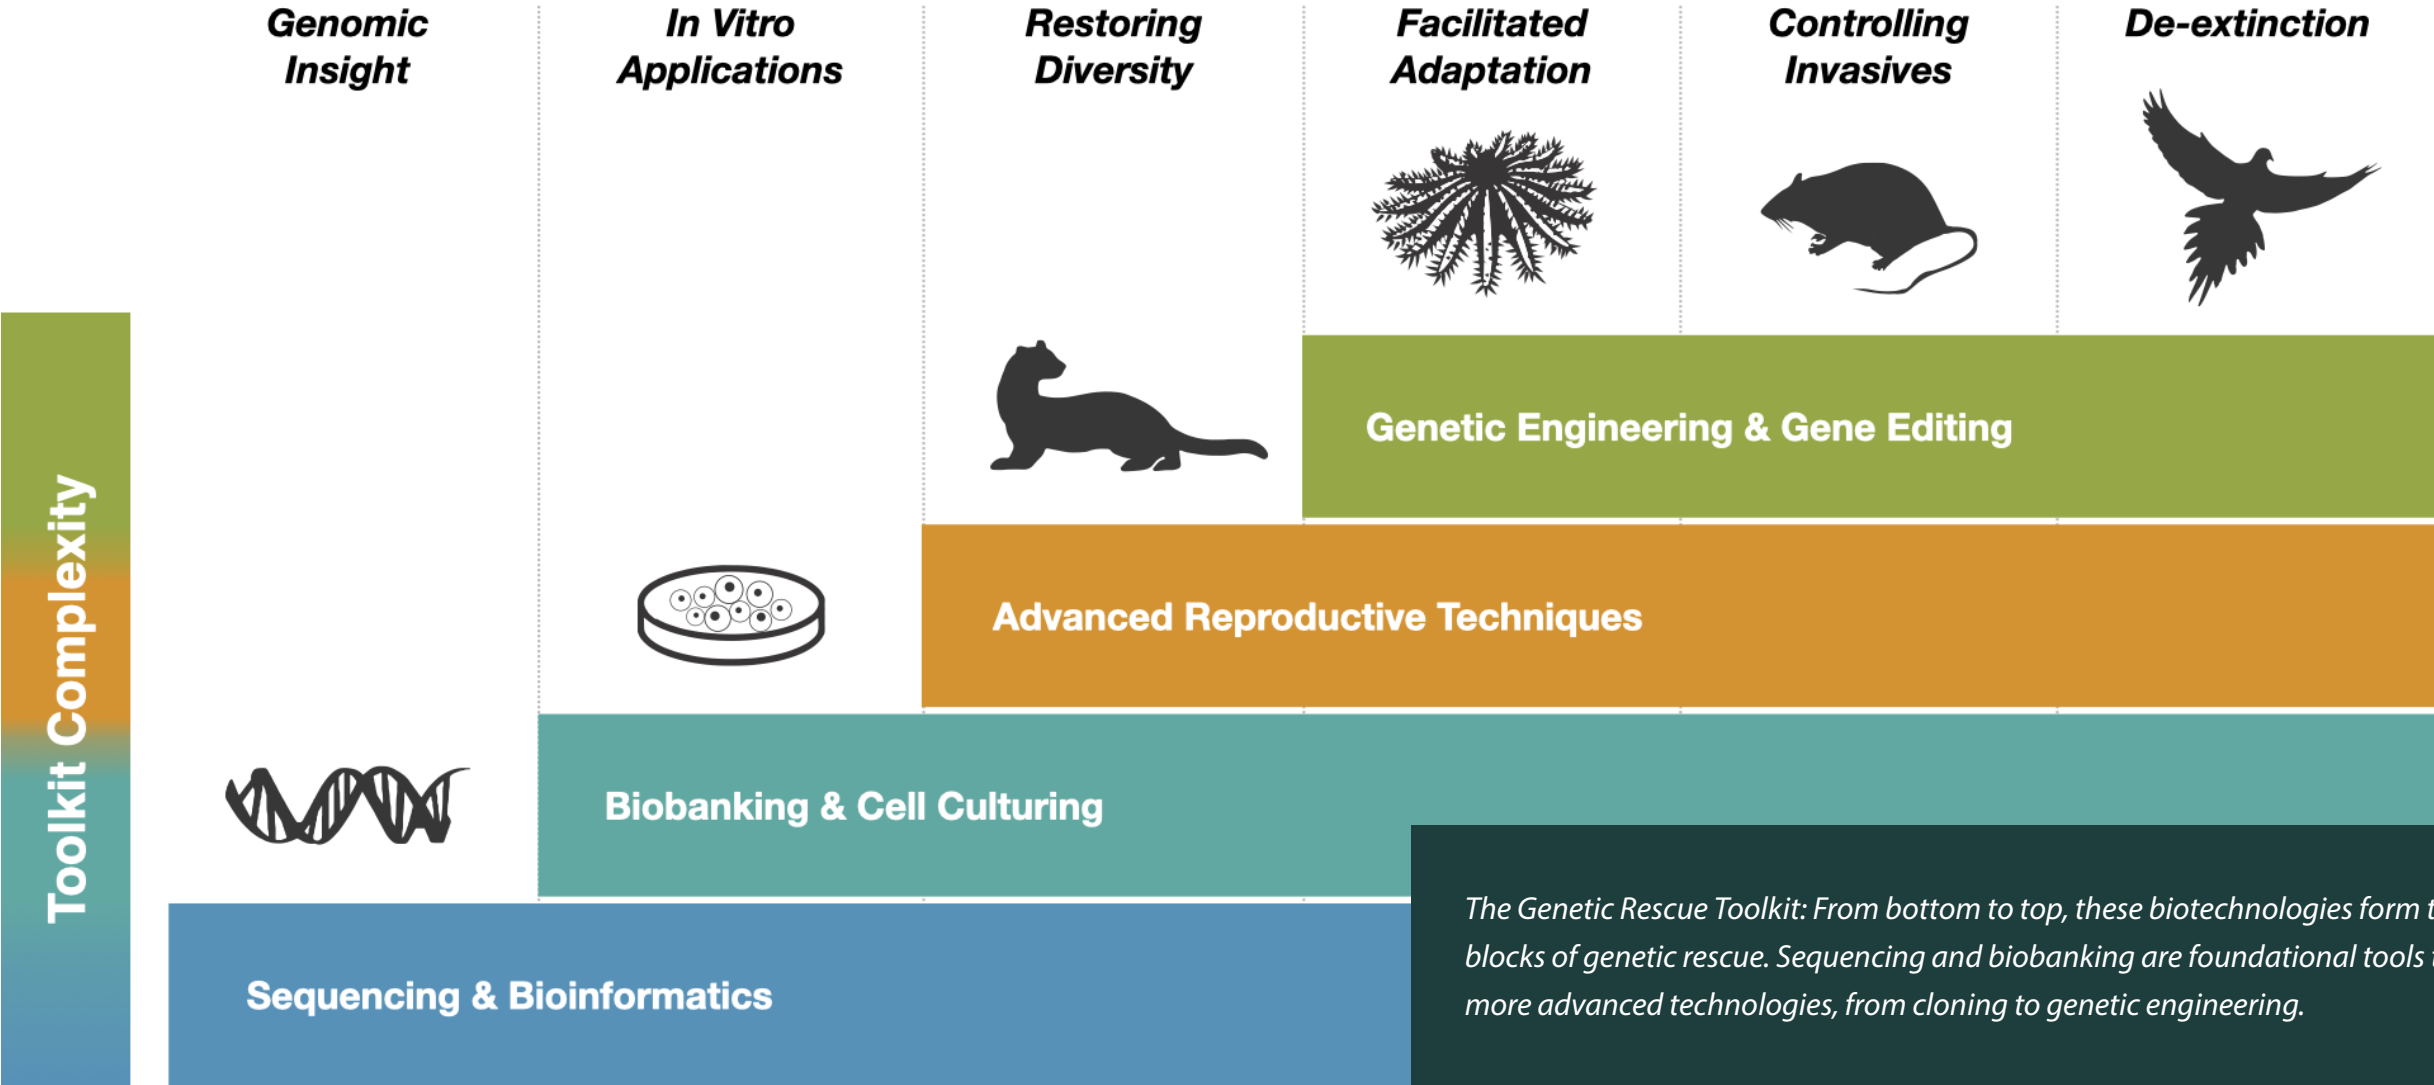 Genomic
Insight
In Vitro
Applications
Restoring
Diversity
Facilitated
Adaptation
Controlling
Invasives
De-extinction
Toolkit Complexity
Genetic Engineering & Gene Editing
Advanced Reproductive Techniques
Biobanking & Cell Culturing
Sequencing & Bioinformatics
The Genetic Rescue Toolkit: From bottom to top, these biotechnologies form
blocks of genetic rescue. Sequencing and biobanking are foundational tools
more advanced technologies, from cloning to genetic engineering.